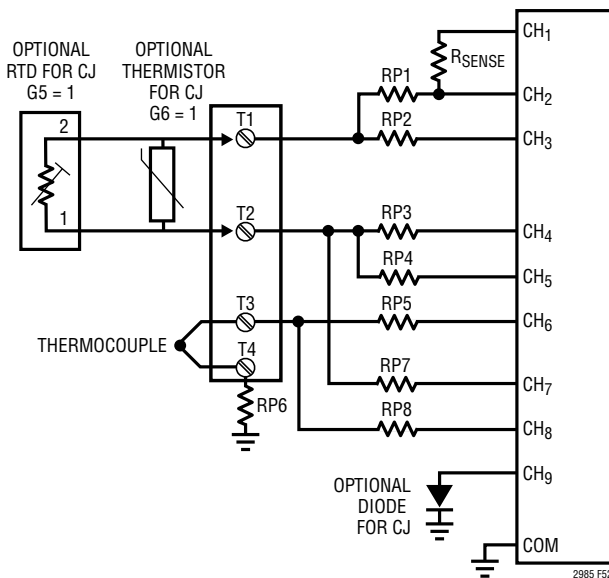 OPTIONAL
RTD FOR CJ
G5 = 1
OPTIONAL
THERMISTOR
FOR CJ
G6 = 1
2
1
T1
T2
T3
T4
THERMOCOUPLE
RP6
RP1
RSENSE
RP2
RP3
RP4
RP5
RP7
RP8
OPTIONAL
DIODE
FOR CJ
CH1
CH2
CH3
CH4
CH5
CH6
CH7
CH8
CH9
COM
2985 F52